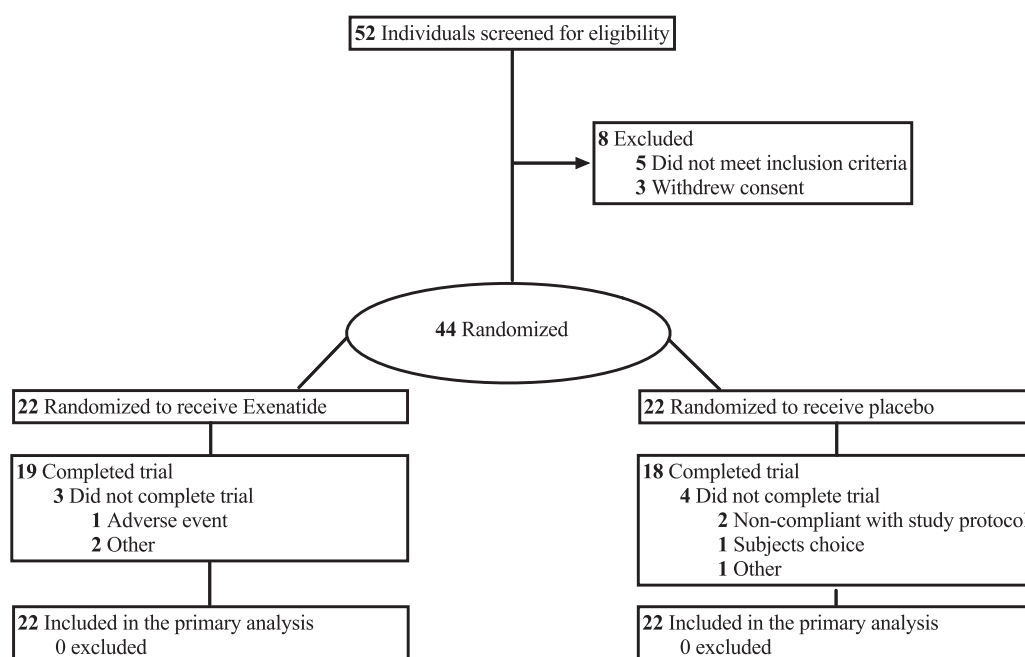 52 Individuals screened for eligibility
8 Excluded
5 Did not meet inclusion criteria
3 Withdrew consent
44 Randomized
22 Randomized to receive Exenatide
19 Completed trial
3 Did not complete trial
1 Adverse event
2 Other
22 Included in the primary analysis
0 excluded
22 Randomized to receive placebo
18 Completed trial
4 Did not complete trial
2 Non-compliant with study protocol
1 Subjects choice
1 Other
22 Included in the primary analysis
0 excluded